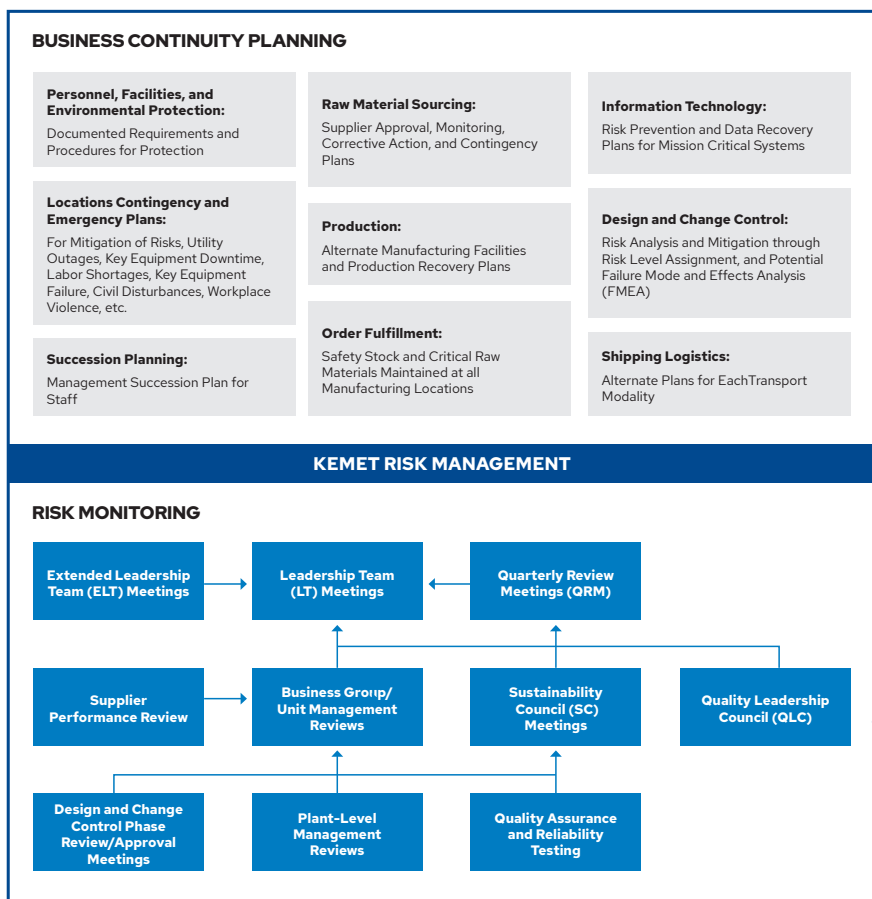 BUSINESS CONTINUITY PLANNING
Personnel, Facilities, and
Environmental Protection:
Documented Requirements and
Procedures for Protection
Locations Contingency and
Emergency Plans:
For Mitigation of Risks, Utility
Outages, Key Equipment Downtime,
Labor Shortages, Key Equipment
Failure, Civil Disturbances, Workplace
Violence, etc.
Succession Planning:
Management Succession Plan for
Staff
Raw Material Sourcing:
Supplier Approval, Monitoring,
Corrective Action, and Contingency
Plans
Production:
Alternate Manufacturing Facilities
and Production Recovery Plans
Order Fulfillment:
Safety Stock and Critical Raw
Materials Maintained at all
Manufacturing Locations
Information Technology:
Risk Prevention and Data Recovery
Plans for Mission Critical Systems
Design and Change Control:
Risk Analysis and Mitigation through
Risk Level Assignment, and Potential
Failure Mode and Effects Analysis
(FMEA)
Shipping Logistics:
Alternate Plans for EachTransport
Modality
KEMET RISK MANAGEMENT
RISK MONITORING
Extended Leadership
Team (ELT) Meetings
Leadership Team
(LT) Meetings
Quarterly Review
Meetings (QRM)
Supplier
Performance Review
Business Group/
Unit Management
Reviews
Sustainability
Council (SC)
Meetings
Quality Leadership
Council (QLC)
Design and Change
Control Phase
Review/Approval
Meetings
Plant-Level
Management
Reviews
Quality Assurance
and Reliability
Testing